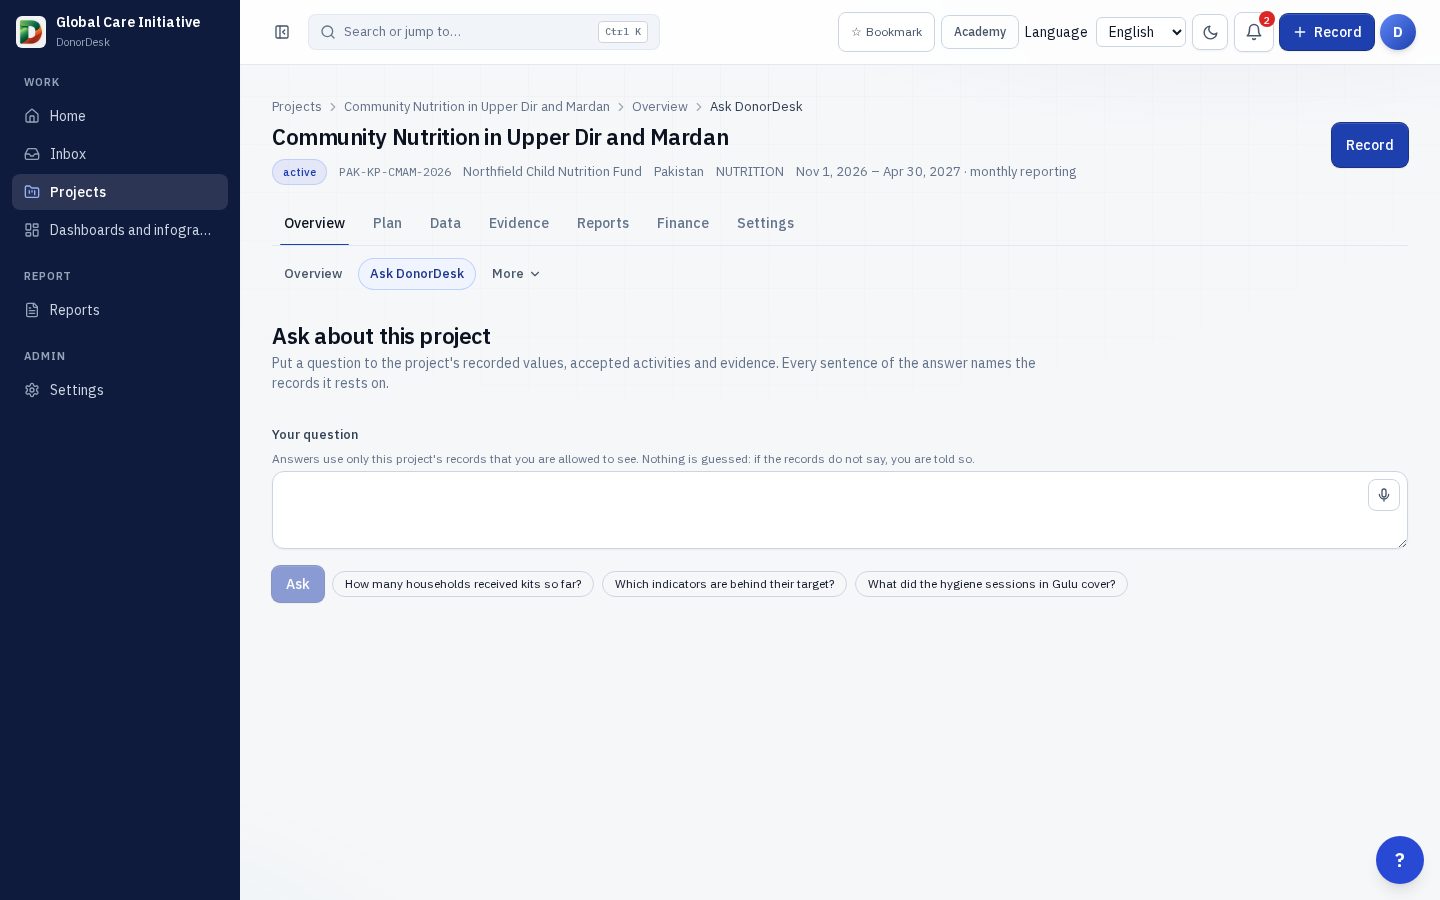 Global Care Initiative
DonorDesk
WORK
Home
Inbox
Projects
Dashboards and infogra...
REPORT
Reports
ADMIN
Settings
Search or jump to...
Ctrl K
☆ Bookmark
Academy
Language
English
2
+ Record
D
Projects > Community Nutrition in Upper Dir and Mardan > Overview > Ask DonorDesk
Community Nutrition in Upper Dir and Mardan
Record
active PAK-KP-CMAM-2026 Northfield Child Nutrition Fund Pakistan NUTRITION Nov 1, 2026 – Apr 30, 2027 · monthly reporting
Overview Plan Data Evidence Reports Finance Settings
Overview Ask DonorDesk More
Ask about this project
Put a question to the project's recorded values, accepted activities and evidence. Every sentence of the answer names the
records it rests on.
Your question
Answers use only this project's records that you are allowed to see. Nothing is guessed: if the records do not say, you are told so.
Ask
How many households received kits so far?
Which indicators are behind their target?
What did the hygiene sessions in Gulu cover?
?